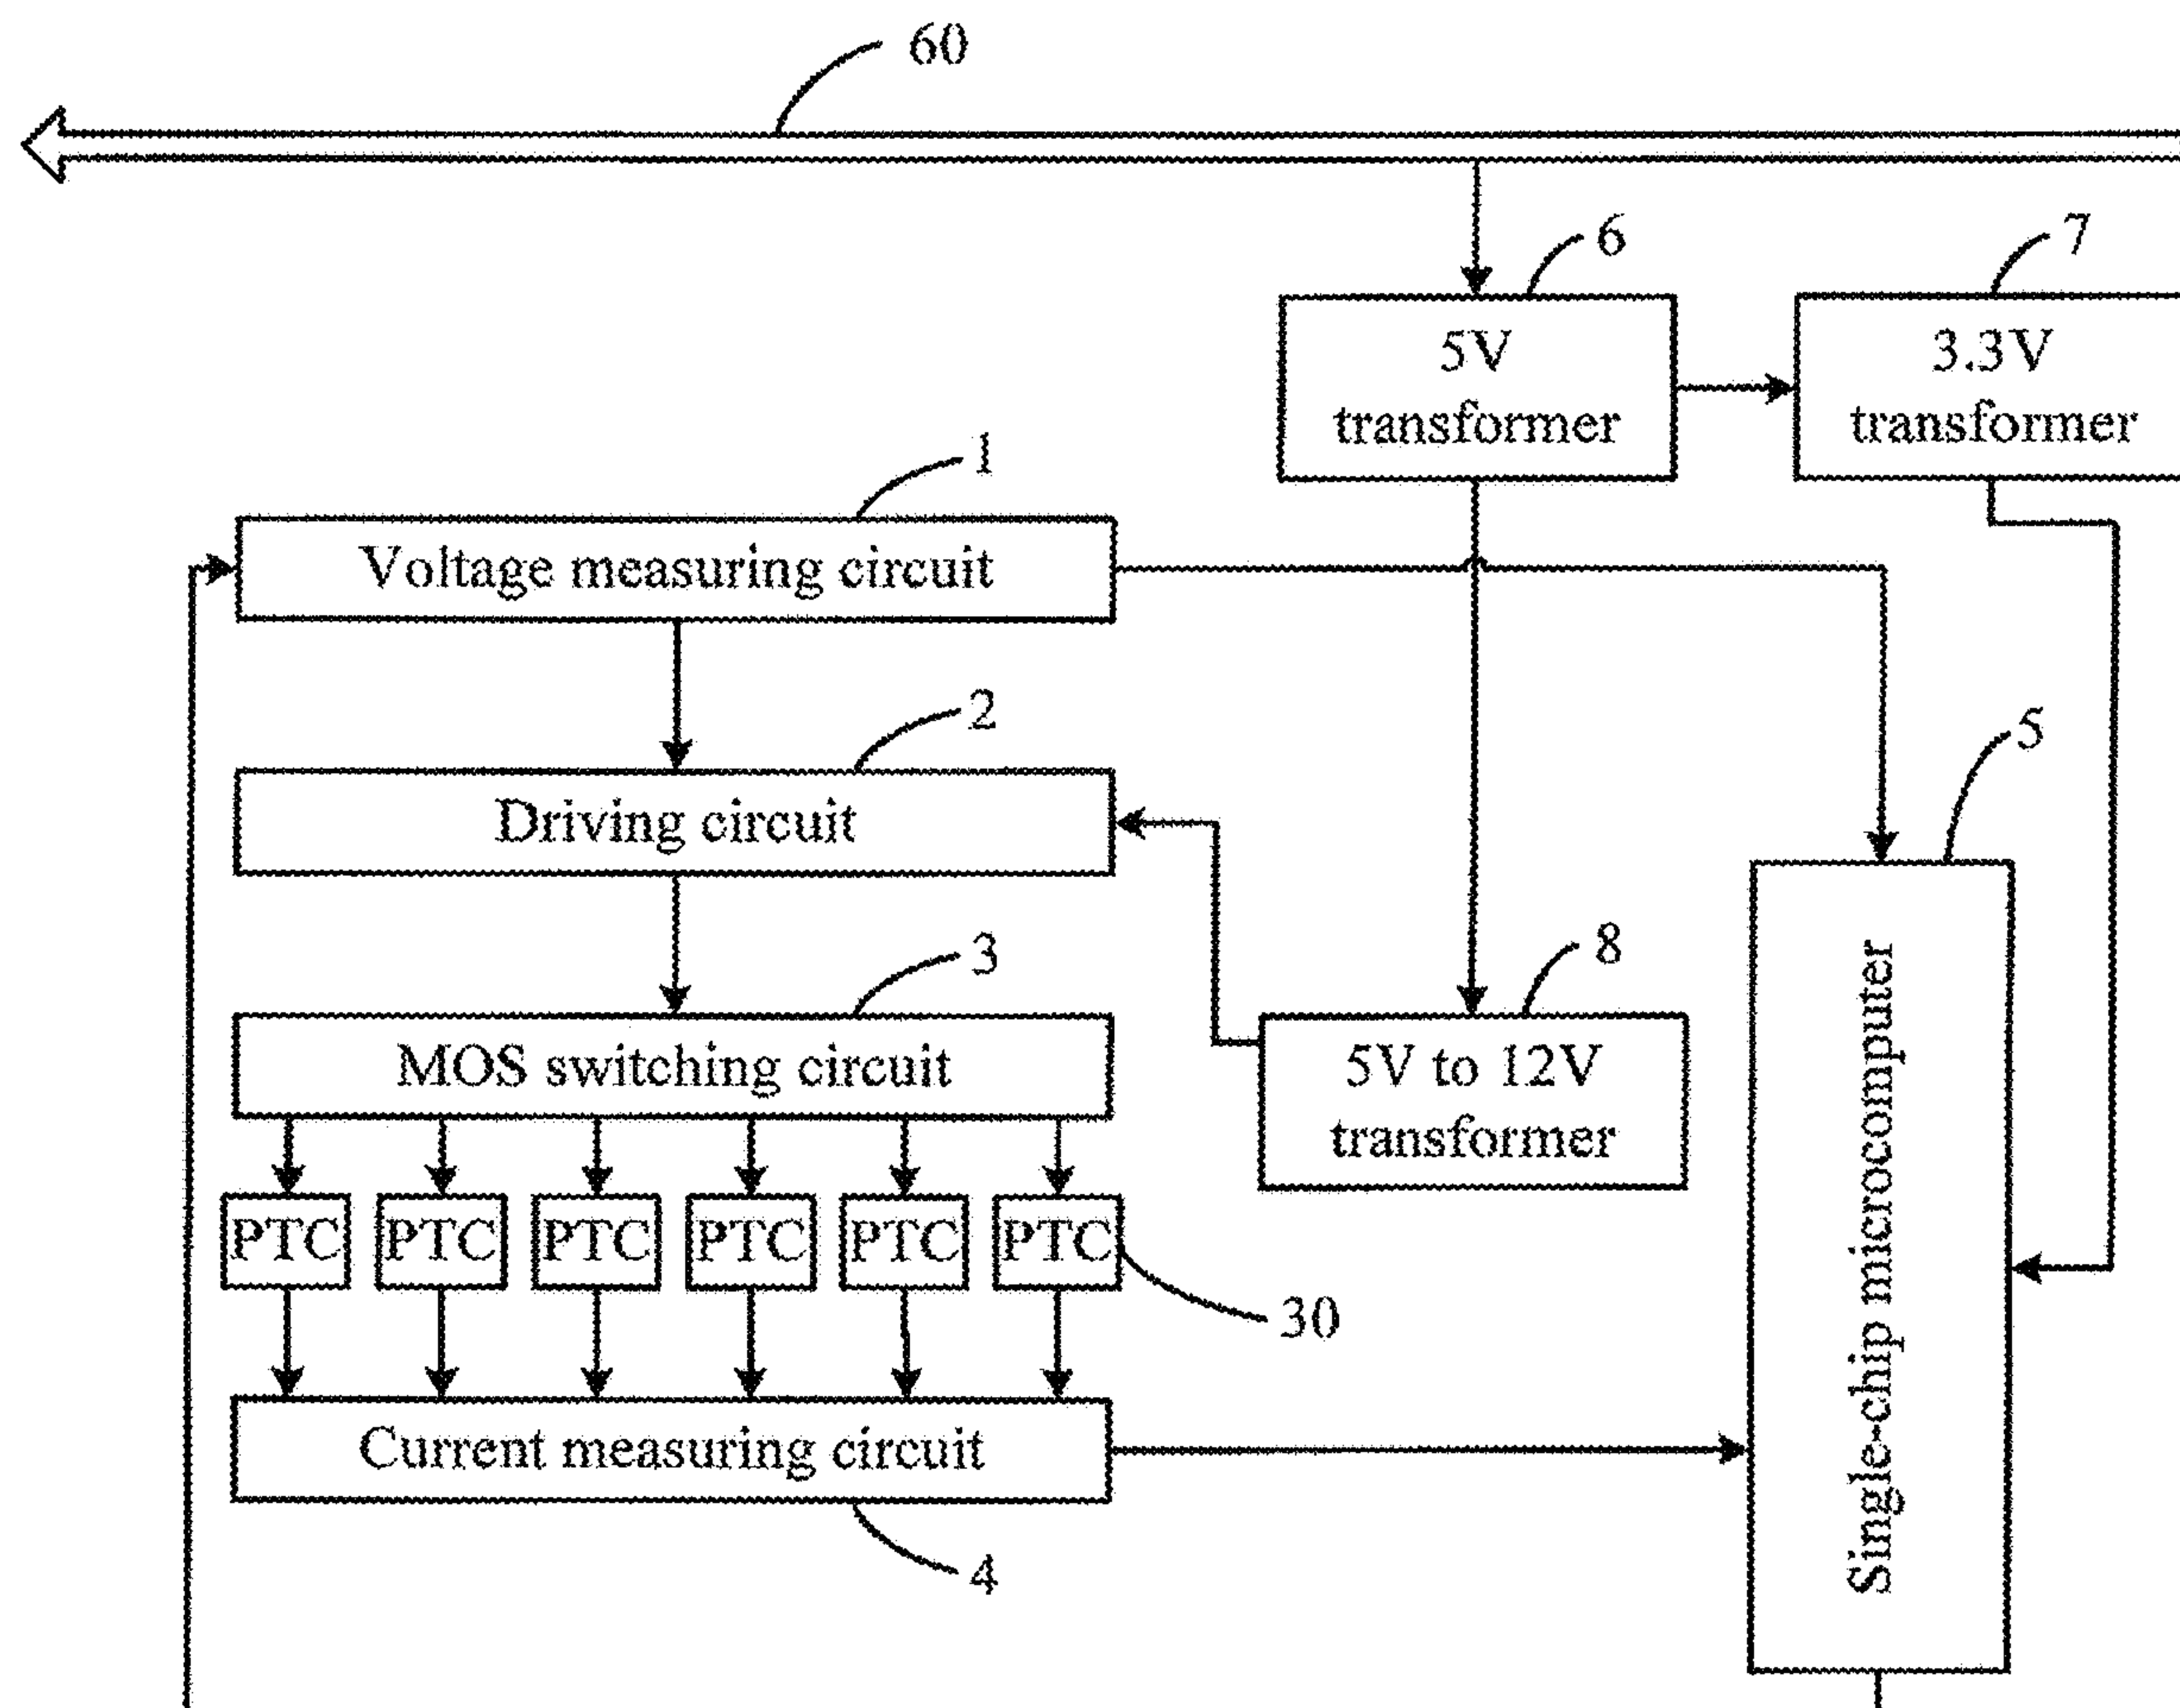 60
6
7
5V
transformer
3.3V
transformer
1
Voltage measuring circuit
2
Driving circuit
5
3
MOS switching circuit
8
5V to 12V
transformer
PTC PTC PTC PTC PTC PTC
30
Current measuring circuit
4
Single-chip microcomputer